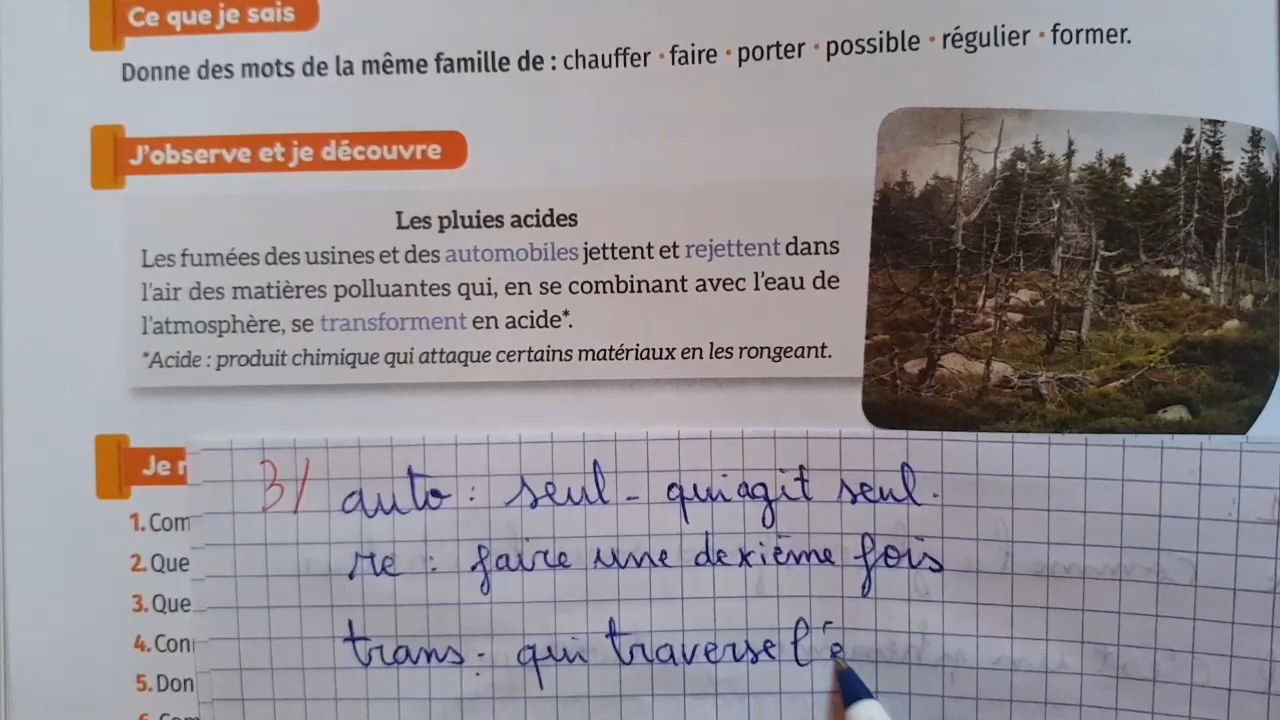 Ce que je sais
Donne des mots de la même famille de : chauffer • faire • porter • possible • régulier • former.
J'observe et je découvre
Les pluies acides
Les fumées des usines et des automobiles jettent et rejettent dans
l'air des matières polluantes qui, en se combinant avec l'eau de
l'atmosphère, se transforment en acide*.
*Acide : produit chimique qui attaque certains matériaux en les rongeant.
Je
3/ auto : seul - qui agit seul.
1. Com
re : faire une dexième fois
2. Que
3. Que
trans : qui traverse l'e
4. Con
5. Don